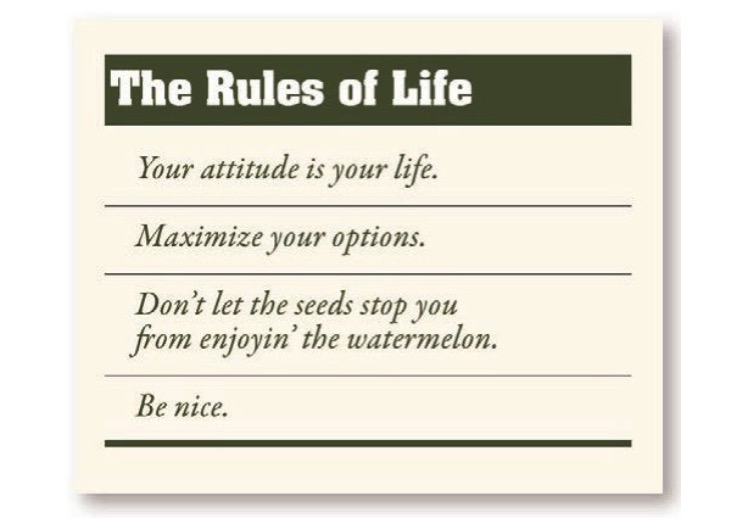 The Rules of Life
Your attitude is your life.
Maximize your options.
Don’t let the seeds stop you
from enjoyin’ the watermelon.
Be nice.